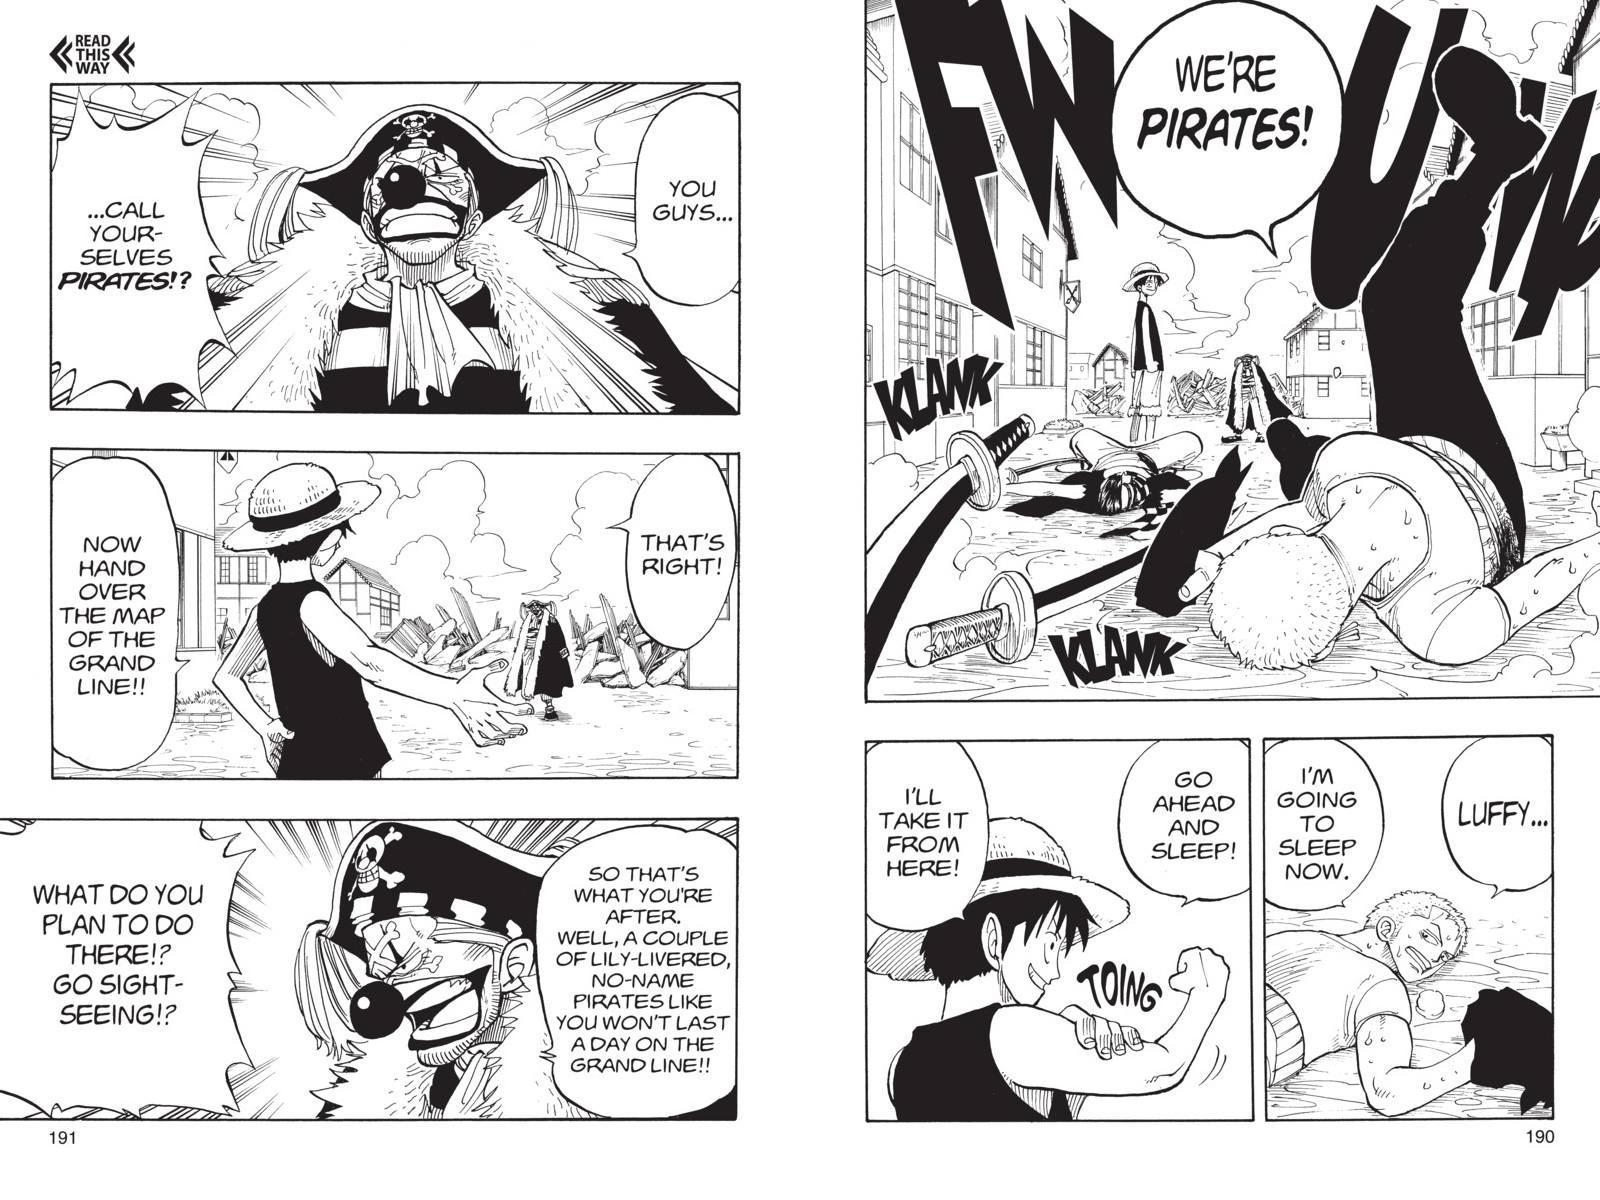 WE'RE
PIRATES!
FWUMP
KLANK
KLANK
LUFFY...
I'M
GOING
TO
SLEEP
NOW.
GO
AHEAD
AND
SLEEP!
I'LL
TAKE IT
FROM
HERE!
TOING
190
READ
THIS
WAY
YOU
GUYS...
...CALL
YOUR-
SELVES
PIRATES!?
THAT'S
RIGHT!
NOW
HAND
OVER
THE MAP
OF THE
GRAND
LINE!!
SO THAT'S
WHAT YOU'RE
AFTER.
WELL, A COUPLE
OF LILY-LIVERED,
NO-NAME
PIRATES LIKE
YOU WON'T LAST
A DAY ON THE
GRAND LINE!!
WHAT DO YOU
PLAN TO DO
THERE!?
GO SIGHT-
SEEING!?
191